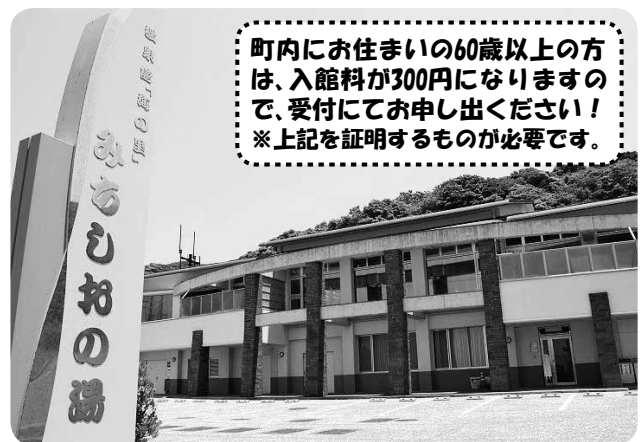 町内にお住まいの60歳以上の方
は、入館料が300円になりますの
で、受付にてお申し出ください!
※上記を証明するものが必要です。
みちしおの湯